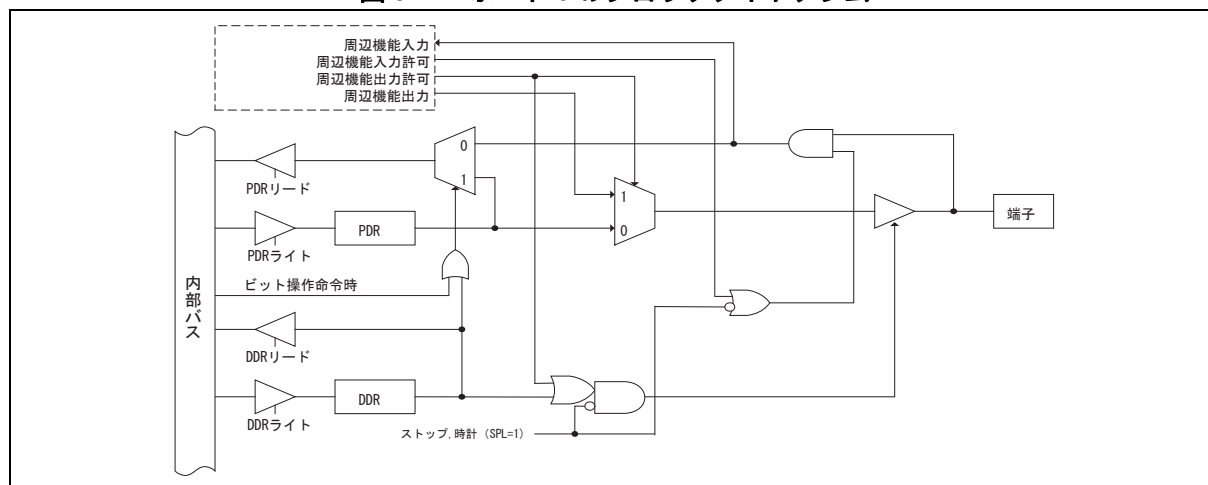 周辺機能入力
周辺機能入力許可
周辺機能出力許可
周辺機能出力
0
1
PDRリード
1
0
端子
PDR
PDRライト
ビット操作命令時
内部バス
DDRリード
DDR
DDRライト
ストップ,時計 (SPL=1)